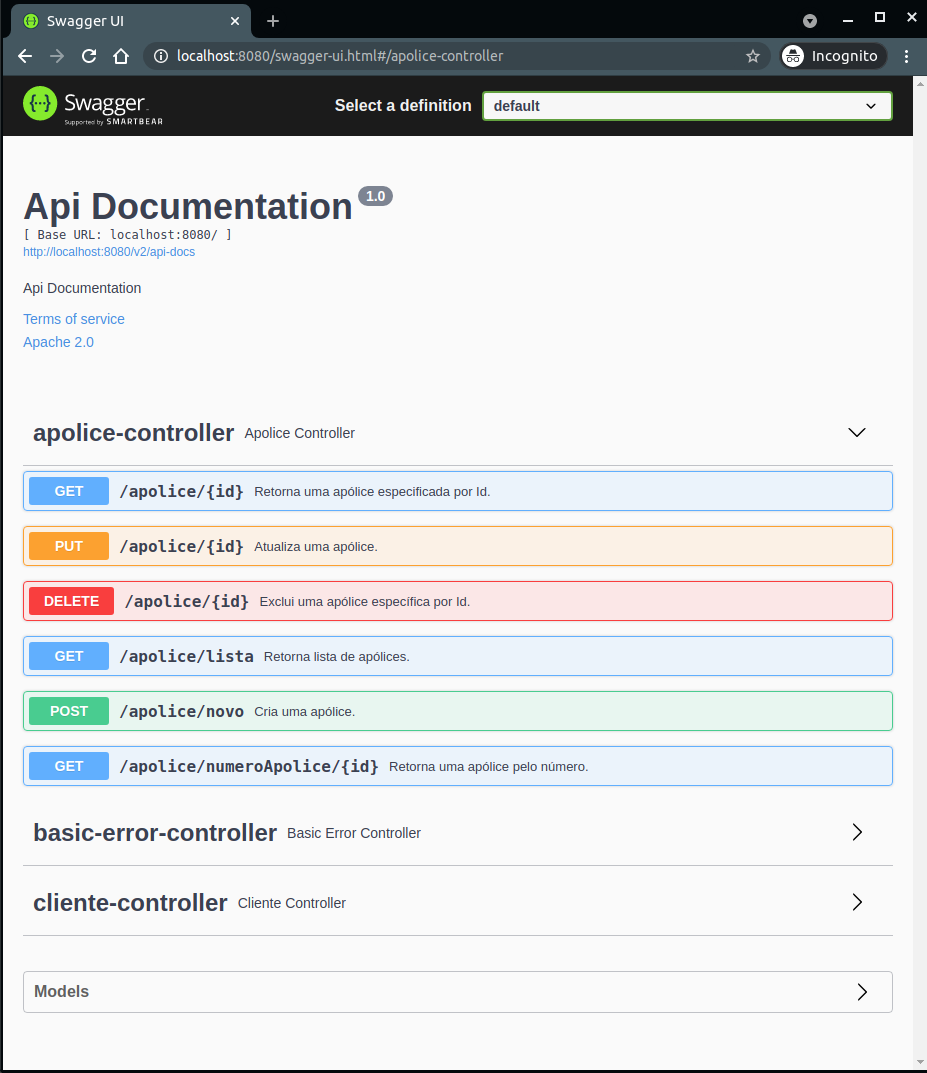 Swagger UI
localhost:8080/swagger-ui.html#/apolice-controller
Incognito
Swagger
Supported by SMARTBEAR
Select a definition
default
Api Documentation 1.0
[ Base URL: localhost:8080/ ]
http://localhost:8080/v2/api-docs
Api Documentation
Terms of service
Apache 2.0
apolice-controller Apolice Controller
GET /apolice/{id} Retorna uma apólice especificada por Id.
PUT /apolice/{id} Atualiza uma apólice.
DELETE /apolice/{id} Exclui uma apólice específica por Id.
GET /apolice/lista Retorna lista de apólices.
POST /apolice/novo Cria uma apólice.
GET /apolice/numeroApolice/{id} Retorna uma apólice pelo número.
basic-error-controller Basic Error Controller
cliente-controller Cliente Controller
Models